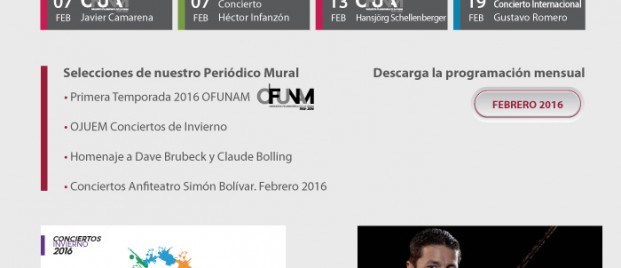 07 FEB Javier Camarena
07 FEB Concierto Héctor Infanzón
13 FEB Hansjörg Schellenberger
19 FEB Concierto Internacional Gustavo Romero
Selecciones de nuestro Periódico Mural
• Primera Temporada 2016 OFUNAM OFUNAM
• OJUEM Conciertos de Invierno
• Homenaje a Dave Brubeck y Claude Bolling
• Conciertos Anfiteatro Simón Bolívar. Febrero 2016
Descarga la programación mensual
FEBRERO 2016
CONCIERTOS
INVIERNO
2016